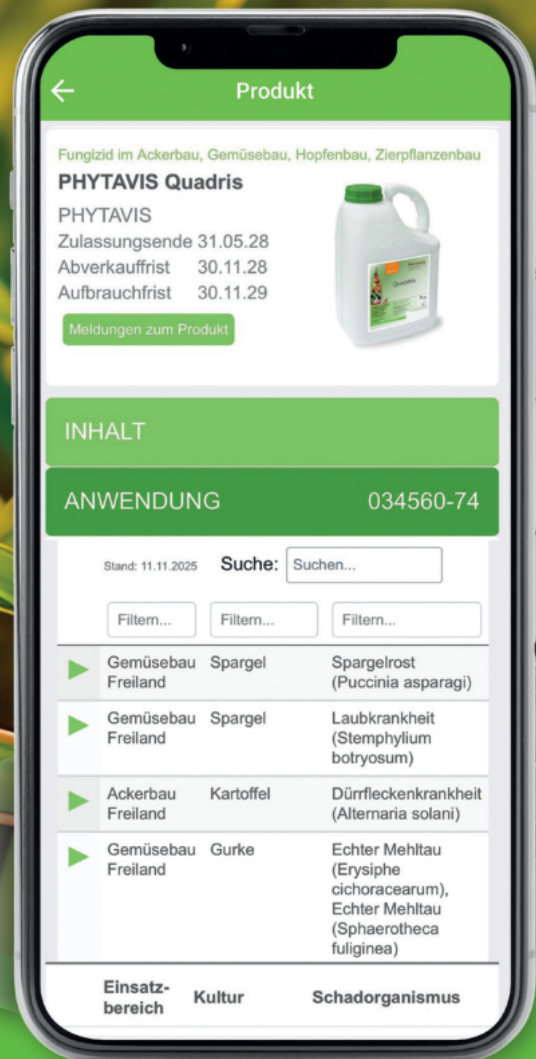 Produkt
Fungizid im Ackerbau, Gemüsebau, Hopfenbau, Zierpflanzenbau
PHYTAVIS Quadris
PHYTAVIS
Zulassungsende 31.05.28
Abverkauffrist 30.11.28
Aufbrauchfrist 30.11.29
Meldungen zum Produkt
Quadris
INHALT
ANWENDUNG 034560-74
Stand: 11.11.2025 Suche: Suchen...
Filtern... Filtern... Filtern...
Gemüsebau Spargel Spargelrost
Freiland (Puccinia asparagi)
Gemüsebau Spargel Laubkrankheit
Freiland (Stemphylium
botryosum)
Ackerbau Kartoffel Dürrfleckenkrankheit
Freiland (Alternaria solani)
Gemüsebau Gurke Echter Mehltau
Freiland (Erysiphe
cichoracearum),
Echter Mehltau
(Sphaerotheca
fuliginea)
Einsatz-
bereich Kultur Schadorganismus